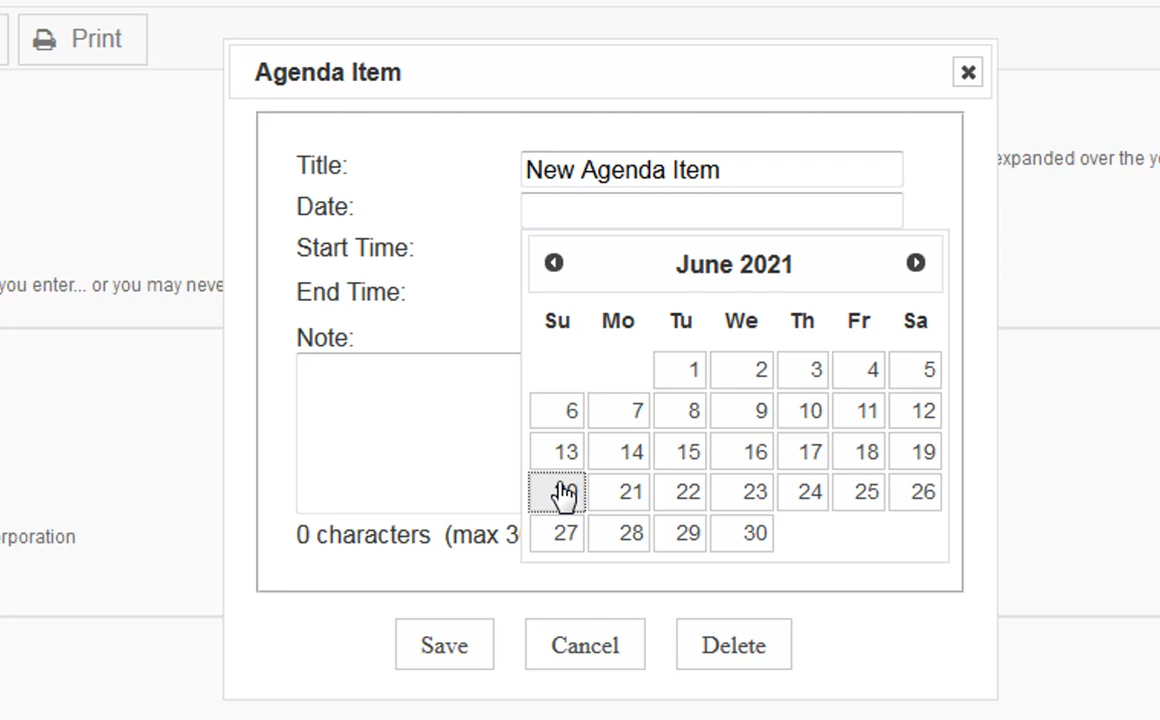 Print
Agenda Item
Title: New Agenda Item
expanded over the
Date:
June 2021
Start Time:
you enter... or you may never
End Time:
Su Mo Tu We Th Fr Sa
Note:
1 2 3 4 5
6 7 8 9 10 11 12
13 14 15 16 17 18 19
21 22 23 24 25 26
0 characters (max
27 28 29 30
Save Cancel Delete